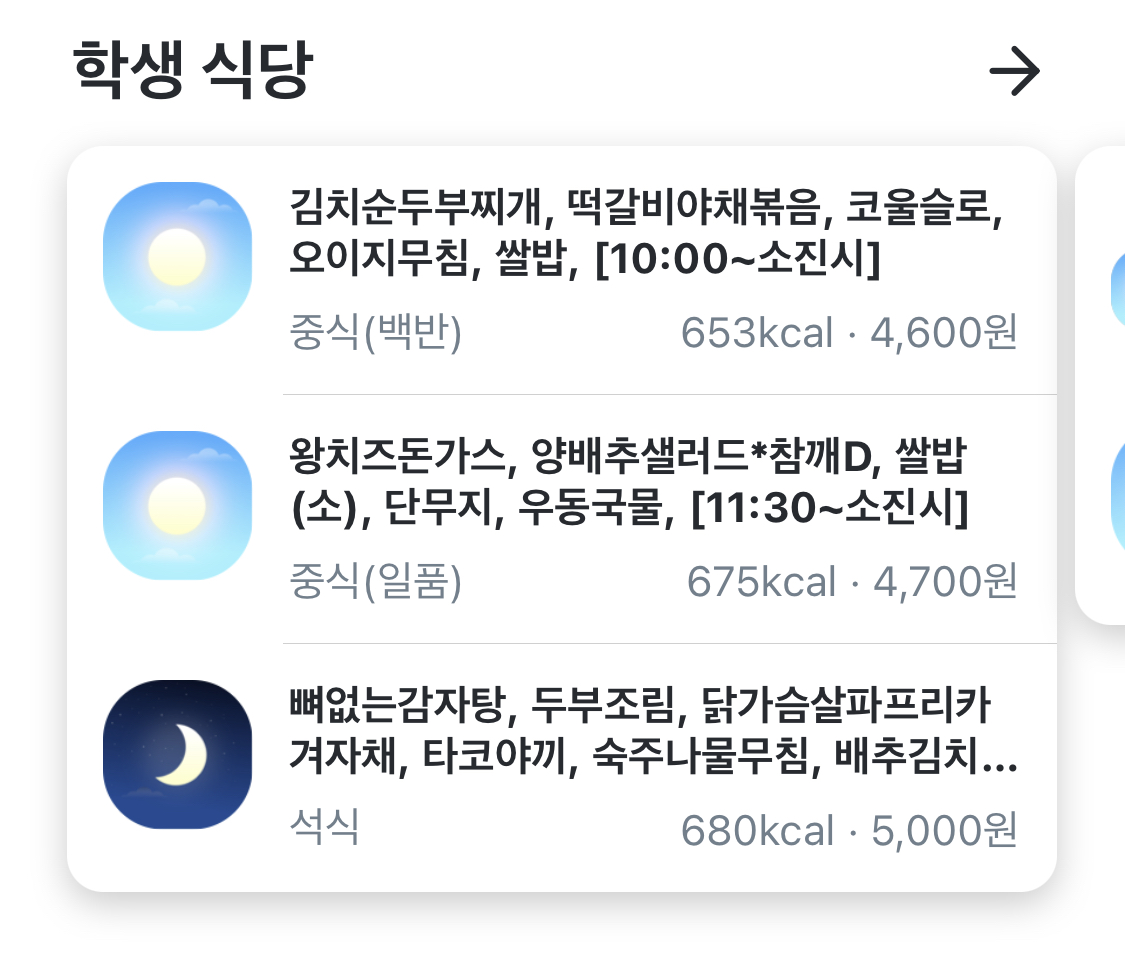 학생 식당
김치순두부찌개, 떡갈비야채볶음, 코울슬로,
오이지무침, 쌀밥, [10:00~소진시]
중식(백반)
653kcal · 4,600원
왕치즈돈가스, 양배추샐러드*참깨D, 쌀밥
(소), 단무지, 우동국물, [11:30~소진시]
중식(일품)
675kcal · 4,700원
뼈없는감자탕, 두부조림, 닭가슴살파프리카
겨자채, 타코야끼, 숙주나물무침, 배추김치...
석식
680kcal · 5,000원